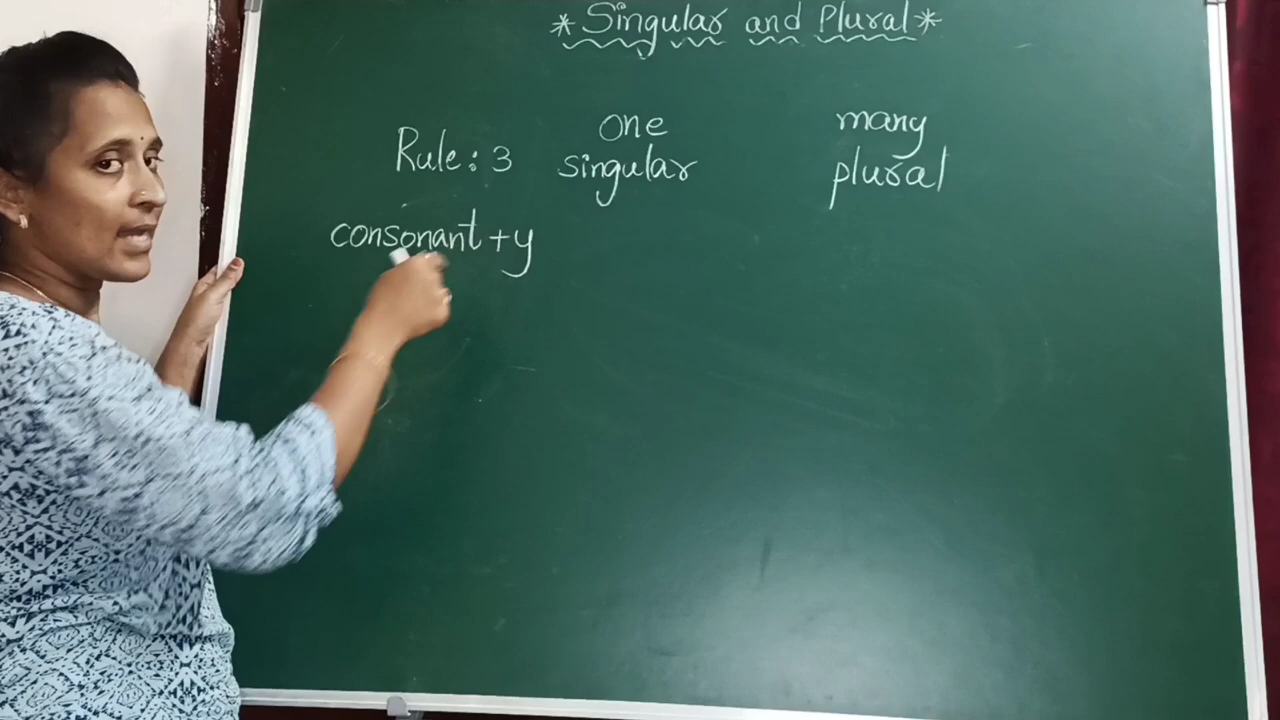 *Singular and Plural*
one many
Rule: 3 singular plural
consonant + y